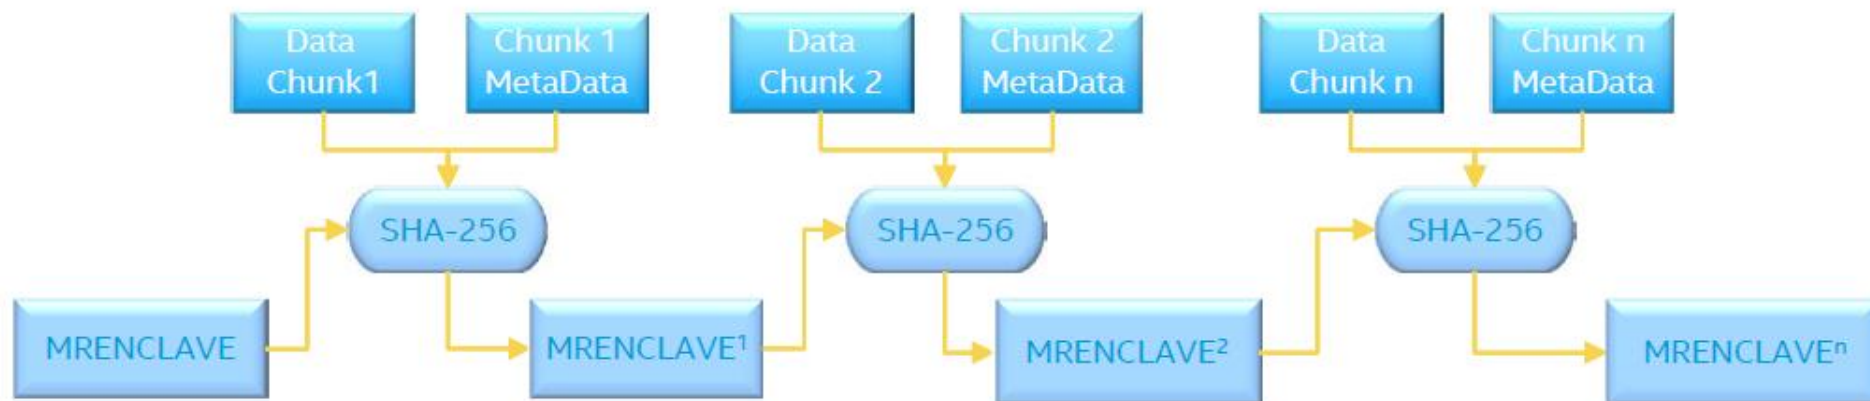 Data
Chunk1
Chunk 1
MetaData
Data
Chunk 2
Chunk 2
MetaData
Data
Chunk n
Chunk n
MetaData
SHA-256
SHA-256
SHA-256
MRENCLAVE
MRENCLAVE¹
MRENCLAVE²
MRENCLAVEⁿ